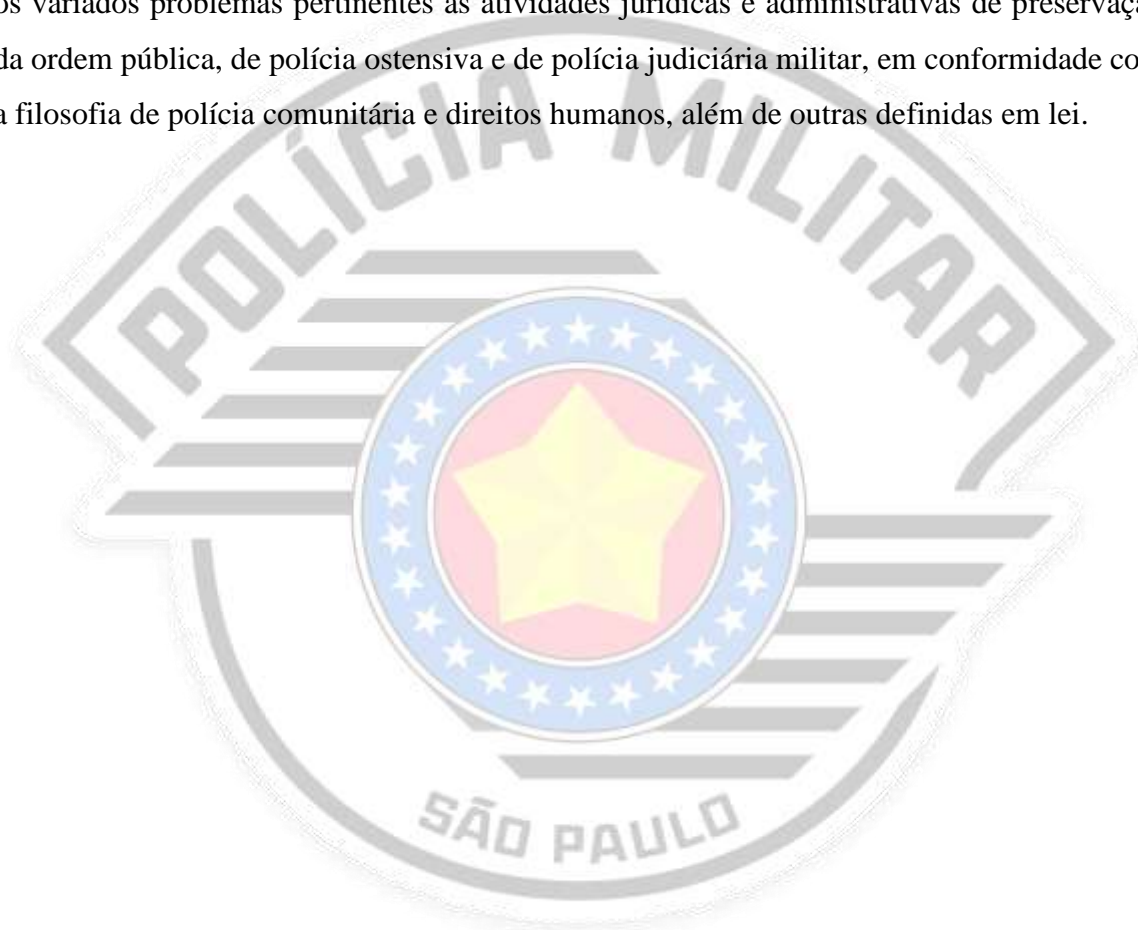 os variados problemas pertinentes às atividades jurídicas e administrativas de preservaç
da ordem pública, de polícia ostensiva e de polícia judiciária militar, em conformidade co
a filosofia de polícia comunitária e direitos humanos, além de outras definidas em lei.
POLÍCIA MILITAR
SÃO PAULO